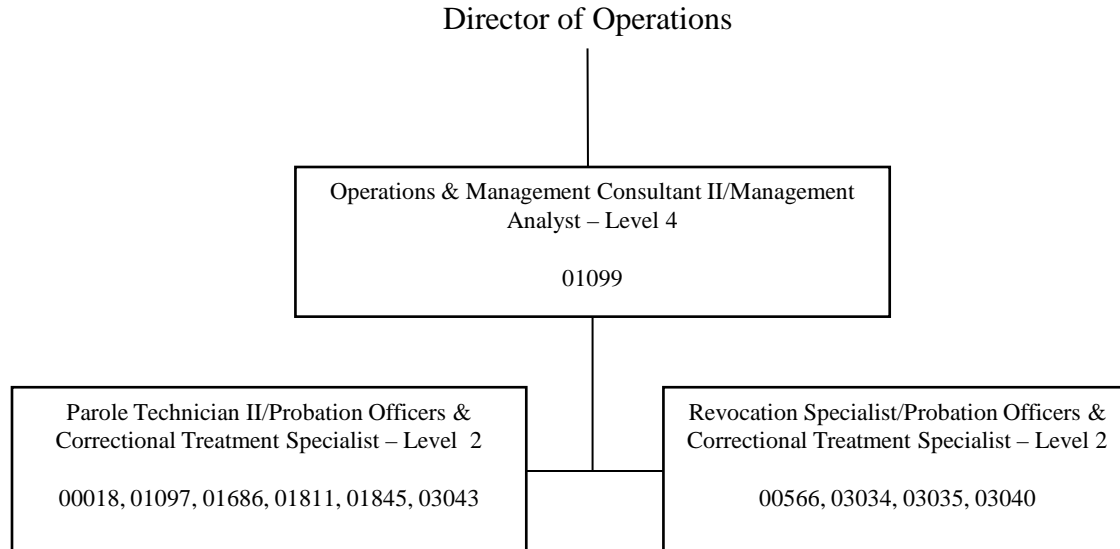 Director of Operations
Operations & Management Consultant II/Management
Analyst – Level 4
01099
Parole Technician II/Probation Officers &
Correctional Treatment Specialist – Level  2
00018, 01097, 01686, 01811, 01845, 03043
Revocation Specialist/Probation Officers &
Correctional Treatment Specialist – Level 2
00566, 03034, 03035, 03040